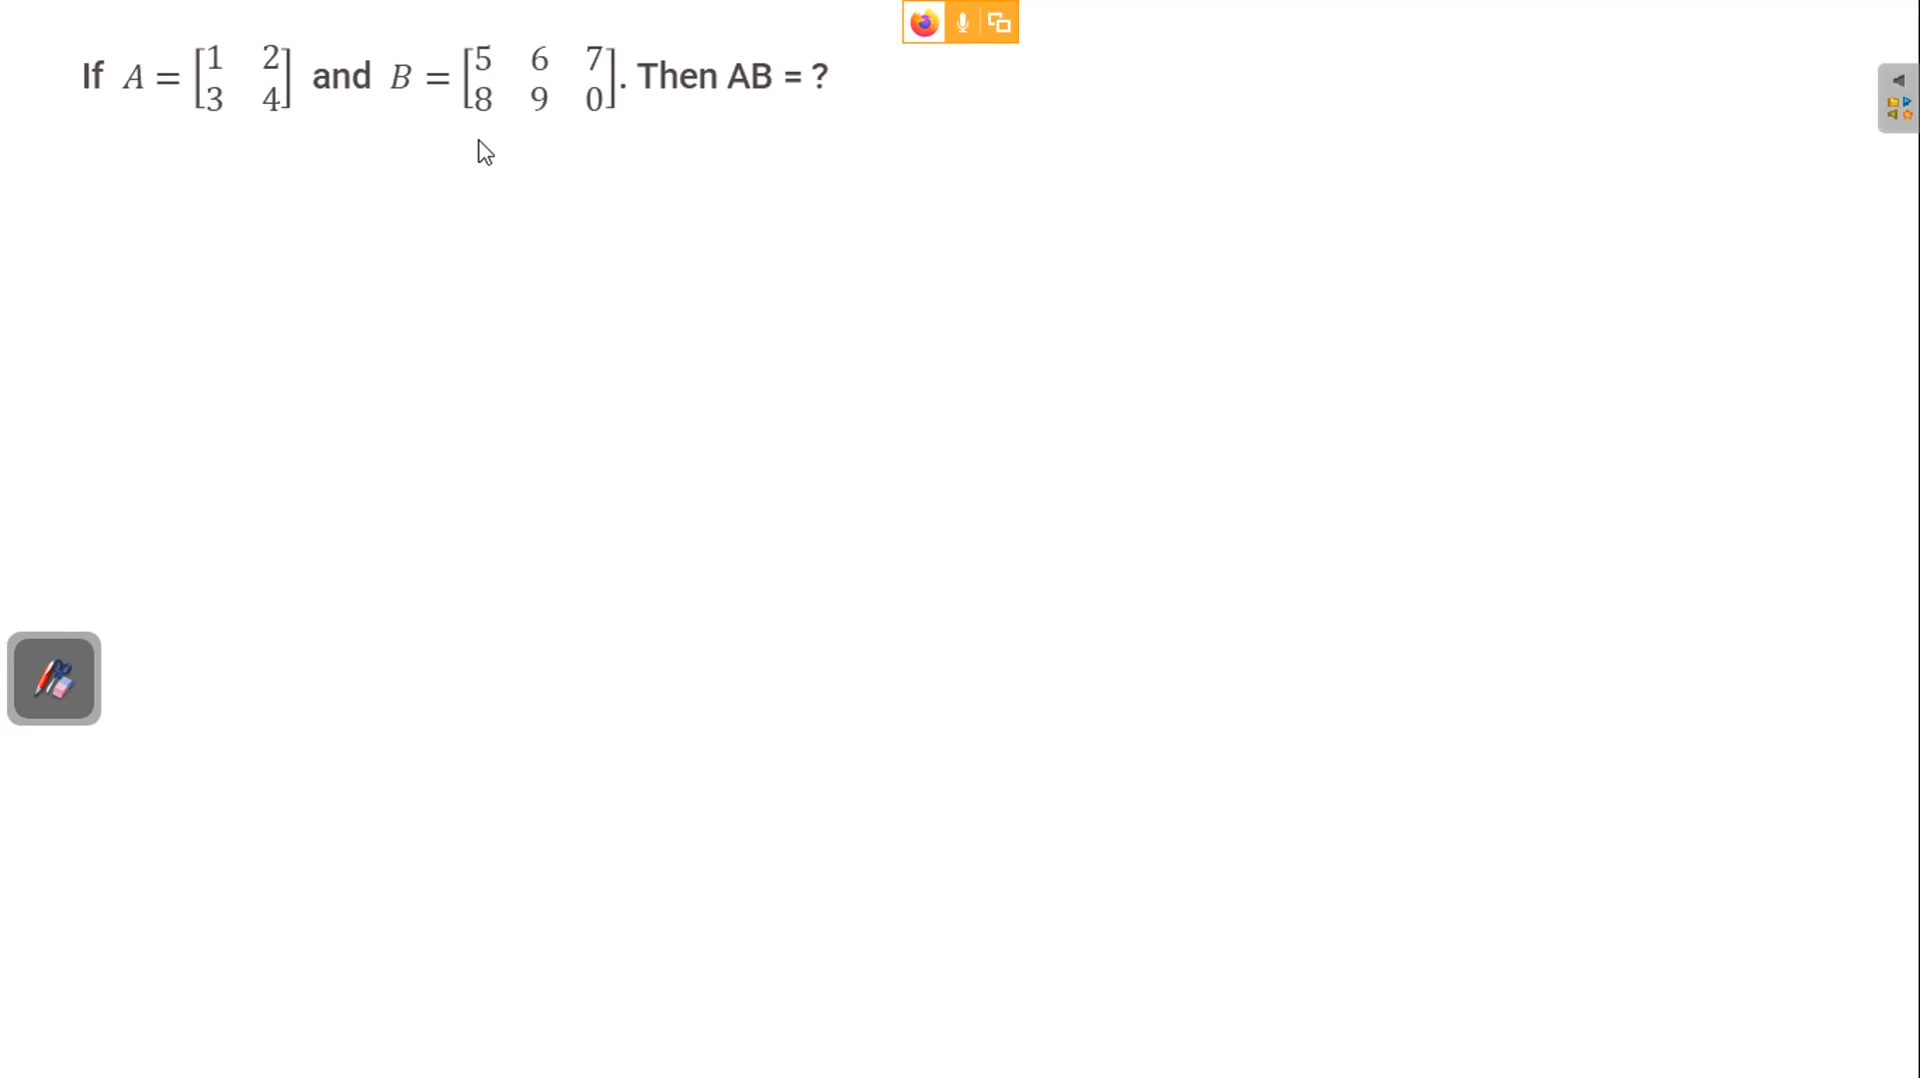 If A = [1 2; 3 4] and B = [5 6 7; 8 9 0]. Then AB = ?